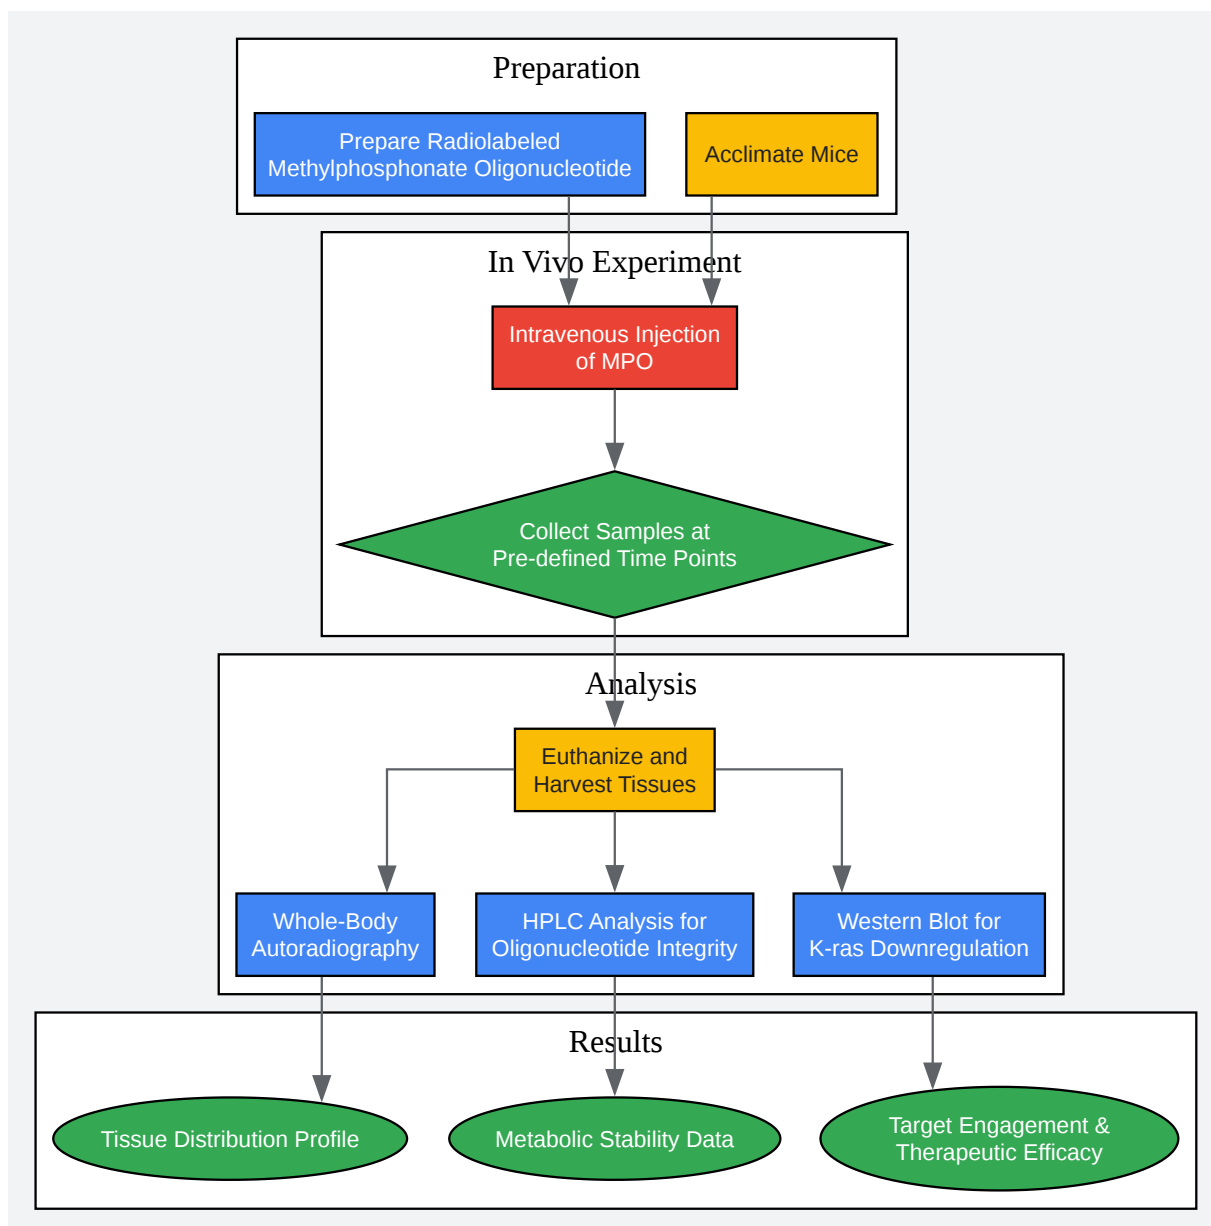 Preparation
Prepare Radiolabeled
Methylphosphonate Oligonucleotide
Acclimate Mice
In Vivo Experiment
Intravenous Injection
of MPO
Collect Samples at
Pre-defined Time Points
Analysis
Euthanize and
Harvest Tissues
Whole-Body
Autoradiography
HPLC Analysis for
Oligonucleotide Integrity
Western Blot for
K-ras Downregulation
Results
Tissue Distribution Profile
Metabolic Stability Data
Target Engagement &
Therapeutic Efficacy